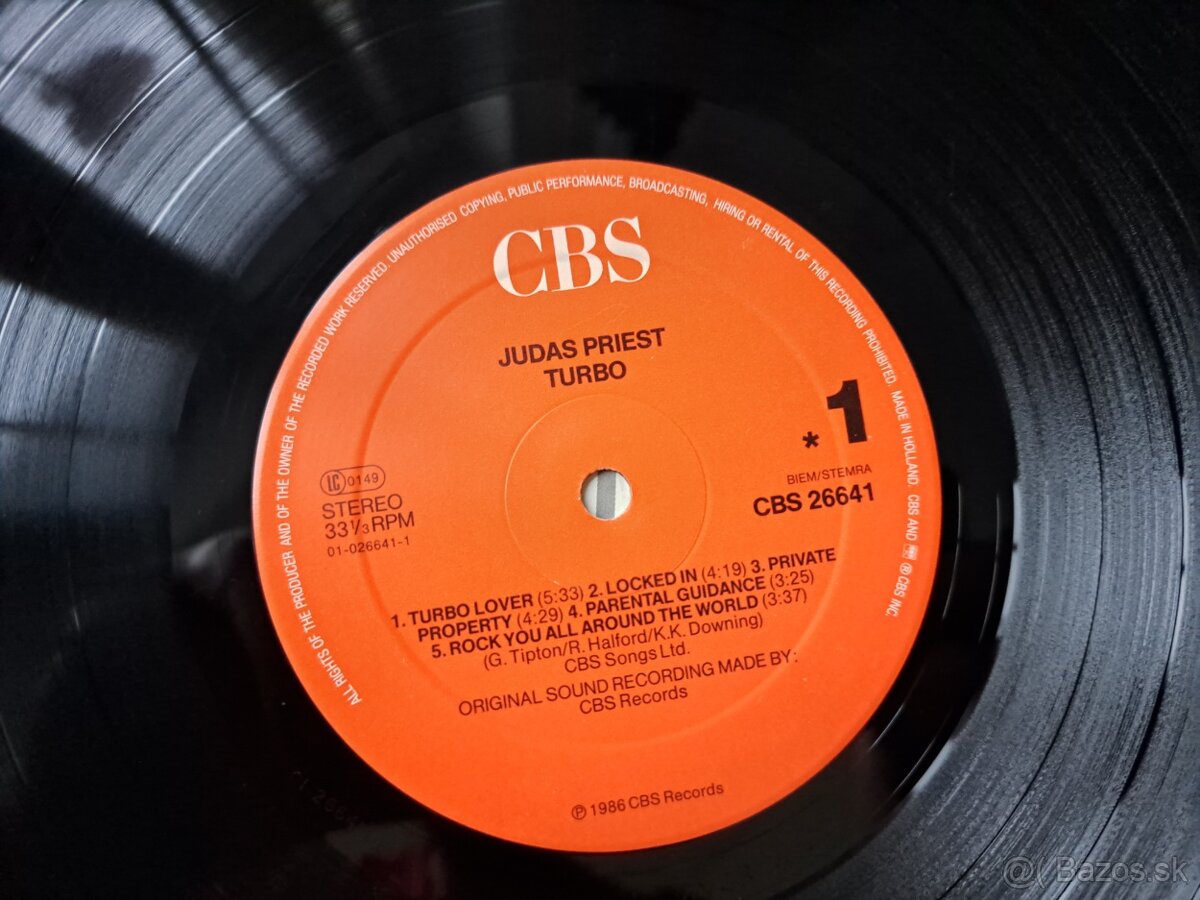 ALL RIGHTS OF THE PRODUCER AND OF THE OWNER OF THE RECORDED WORK RESERVED. UNAUTHORISED COPYING, PUBLIC PERFORMANCE, BROADCASTING, HIRING OR RENTAL OF THIS RECORDING PROHIBITED. MADE IN HOLLAND. CBS AND ℗ CBS INC.
CBS
JUDAS PRIEST
TURBO
* 1
BIEM/STEMRA
CBS 26641
LC 0149
STEREO
33 1/3 RPM
01-026641-1
1. TURBO LOVER (5:33) 2. LOCKED IN (4:19) 3. PRIVATE
PROPERTY (4:29) 4. PARENTAL GUIDANCE (3:25)
5. ROCK YOU ALL AROUND THE WORLD (3:37)
(G. Tipton/R. Halford/K.K. Downing)
CBS Songs Ltd.
ORIGINAL SOUND RECORDING MADE BY:
CBS Records
℗ 1986 CBS Records
Bazos.sk